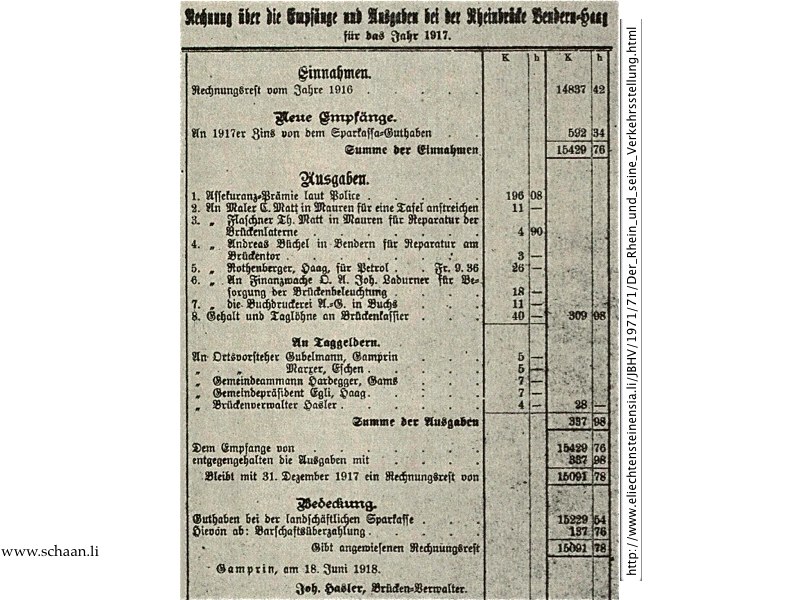 Rechnung über die Empfänge und Ausgaben bei der Rheinbrücke Bendern-Haag
für das Jahr 1917.
K h K h
Einnahmen.
Rechnungsrest vom Jahre 1916 . . . . . 14837 42
Neue Empfänge.
An 1917er Zins von dem Sparkassa-Guthaben . . 592 34
Summe der Einnahmen 15429 76
Ausgaben.
1. Assekuranz-Prämie laut Police . . . . . 196 08
2. An Maler C. Matt in Mauren für eine Tafel anstreichen 11 —
3. „ Flaschner Th. Matt in Mauren für Reparatur der
Brückenlaterne . . . . . 4 90
4. „ Andreas Büchel in Bendern für Reparatur am
Brückentor . . . . . 3 —
5. „ Rothenberger, Haag, für Petrol . . Fr. 9.36 26 —
6. „ An Finanzwache O. A. Joh. Ladurner für Be-
sorgung der Brückenbeleuchtung . . . 18 —
7. „ die Buchdruckerei A.-G. in Buchs . . . 11 —
8. Gehalt und Taglöhne an Brückenkassier . . . 40 — 309 98
An Taggeldern.
An Ortsvorsteher Gubelmann, Gamprin . . . 5 —
„ „ Marxer, Eschen . . . . 5 —
„ Gemeindeammann Hardegger, Gams . . . 7 —
„ Gemeindepräsident Egli, Haag . . . . 7 —
„ Brückenverwalter Hasler . . . . . 4 — 28 —
Summe der Ausgaben 337 98
Dem Empfange von . . . . . 15429 76
entgegengehalten die Ausgaben mit . . . . 337 98
Bleibt mit 31. Dezember 1917 ein Rechnungsrest von 15091 78
Bedeckung.
Guthaben bei der landschäftlichen Sparkasse . . . 15229 54
Hievon ab: Barschaftsüberzahlung . . . . 137 76
Gibt angewiesenen Rechnungsrest 15091 78
Gamprin, am 18. Juni 1918.
Joh. Hasler, Brücken-Verwalter.
www.schaan.li
http://www.eliechtensteinensia.li/JBHV/1971/71/Der_Rhein_und_seine_Verkehrsstellung.html